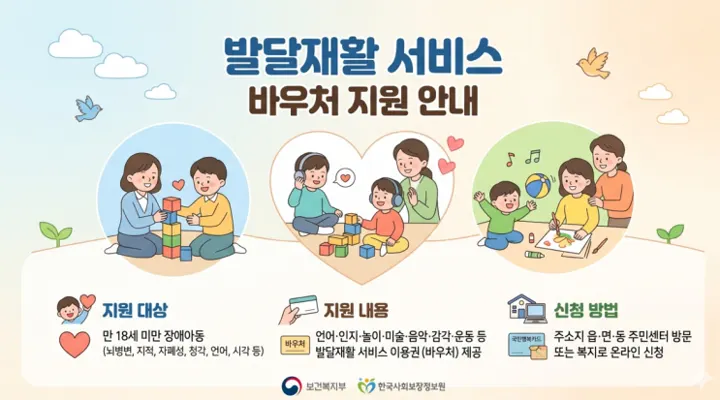 발달재활 서비스
바우처 지원 안내
지원 대상
만 18세 미만 장애아동
(뇌병변, 지적, 자폐성, 청각, 언어, 시각 등)
지원 내용
바우처
언어·인지·놀이·미술·음악·감각·운동 등
발달재활 서비스 이용권 (바우처) 제공
신청 방법
국민행복카드
주소지 읍·면·동 주민센터 방문
또는 복지로 온라인 신청
보건복지부
한국사회보장정보원